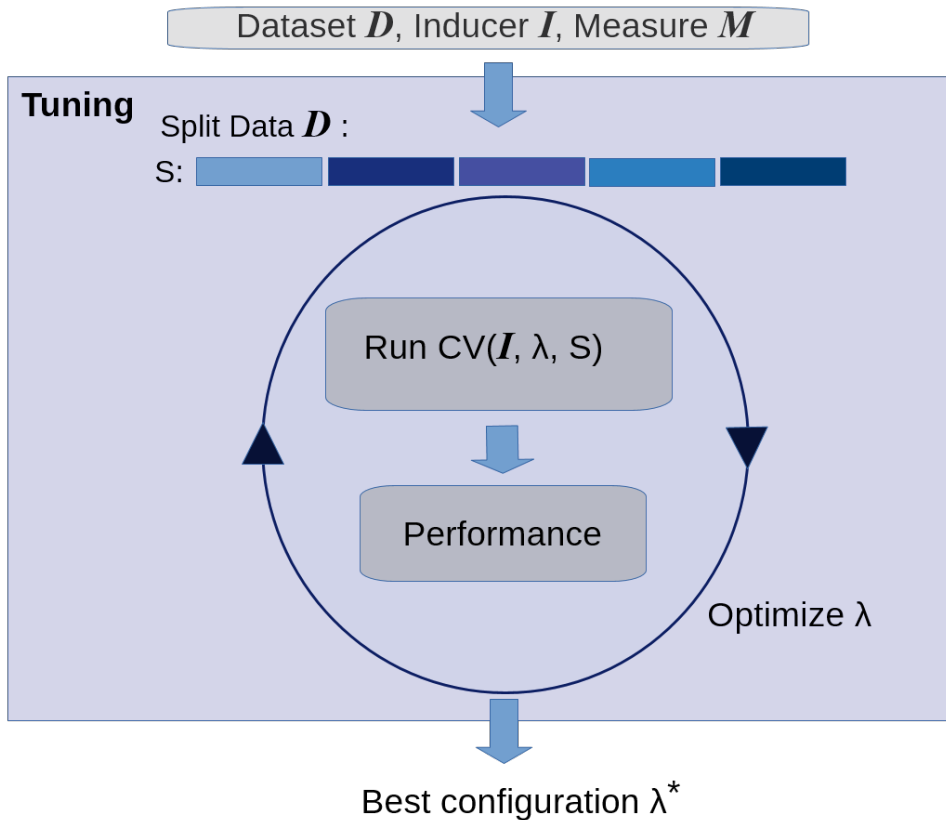 Dataset D, Inducer I, Measure M
Tuning
Split Data D :
S:
Run CV(I, λ, S)
Performance
Optimize λ
Best configuration λ*